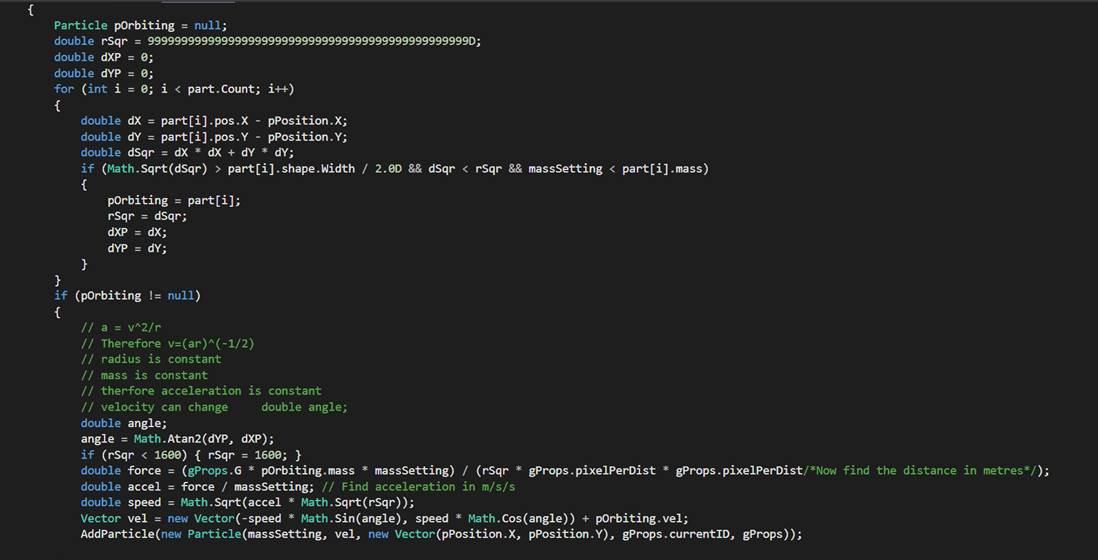 {
Particle pOrbiting = null;
double rSqr = 999999999999999999999999999999999999999999999999D;
double dXP = 0;
double dYP = 0;
for (int i = 0; i < part.Count; i++)
{
double dX = part[i].pos.X - pPosition.X;
double dY = part[i].pos.Y - pPosition.Y;
double dSqr = dX * dX + dY * dY;
if (Math.Sqrt(dSqr) > part[i].shape.Width / 2.0D && dSqr < rSqr && massSetting < part[i].mass)
{
pOrbiting = part[i];
rSqr = dSqr;
dXP = dX;
dYP = dY;
}
}
if (pOrbiting != null)
{
// a = v^2/r
// Therefore v=(ar)^(-1/2)
// radius is constant
// mass is constant
// therfore acceleration is constant
// velocity can change     double angle;
double angle;
angle = Math.Atan2(dYP, dXP);
if (rSqr < 1600) { rSqr = 1600; }
double force = (gProps.G * pOrbiting.mass * massSetting) / (rSqr * gProps.pixelPerDist * gProps.pixelPerDist/*Now find the distance in metres*/);
double accel = force / massSetting; // Find acceleration in m/s/s
double speed = Math.Sqrt(accel * Math.Sqrt(rSqr));
Vector vel = new Vector(-speed * Math.Sin(angle), speed * Math.Cos(angle)) + pOrbiting.vel;
AddParticle(new Particle(massSetting, vel, new Vector(pPosition.X, pPosition.Y), gProps.currentID, gProps));